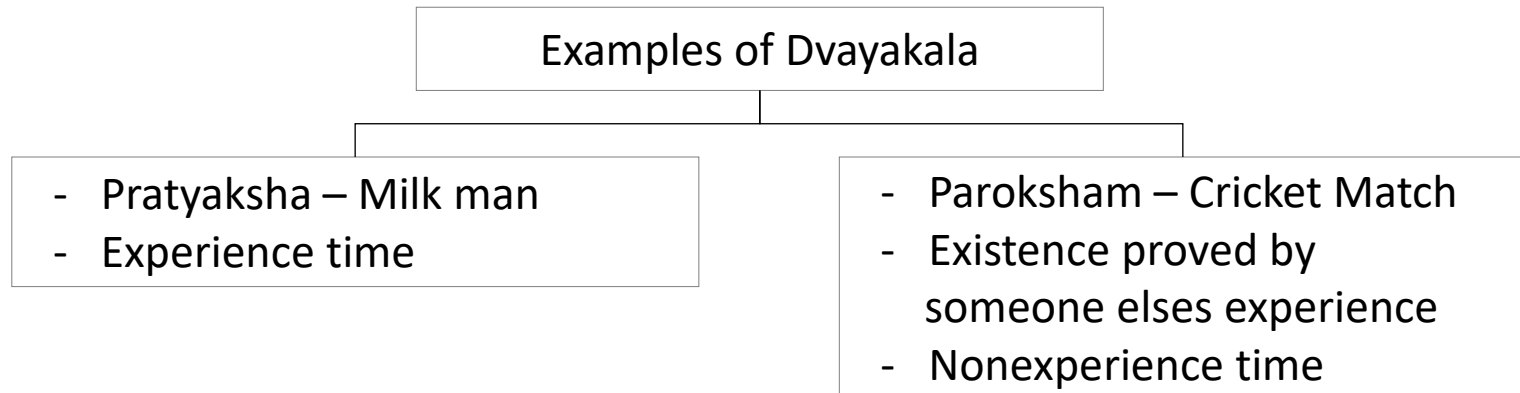 Examples of Dvayakala
- Pratyaksha – Milk man
- Experience time
- Paroksham – Cricket Match
- Existence proved by
someone elses experience
- Nonexperience time